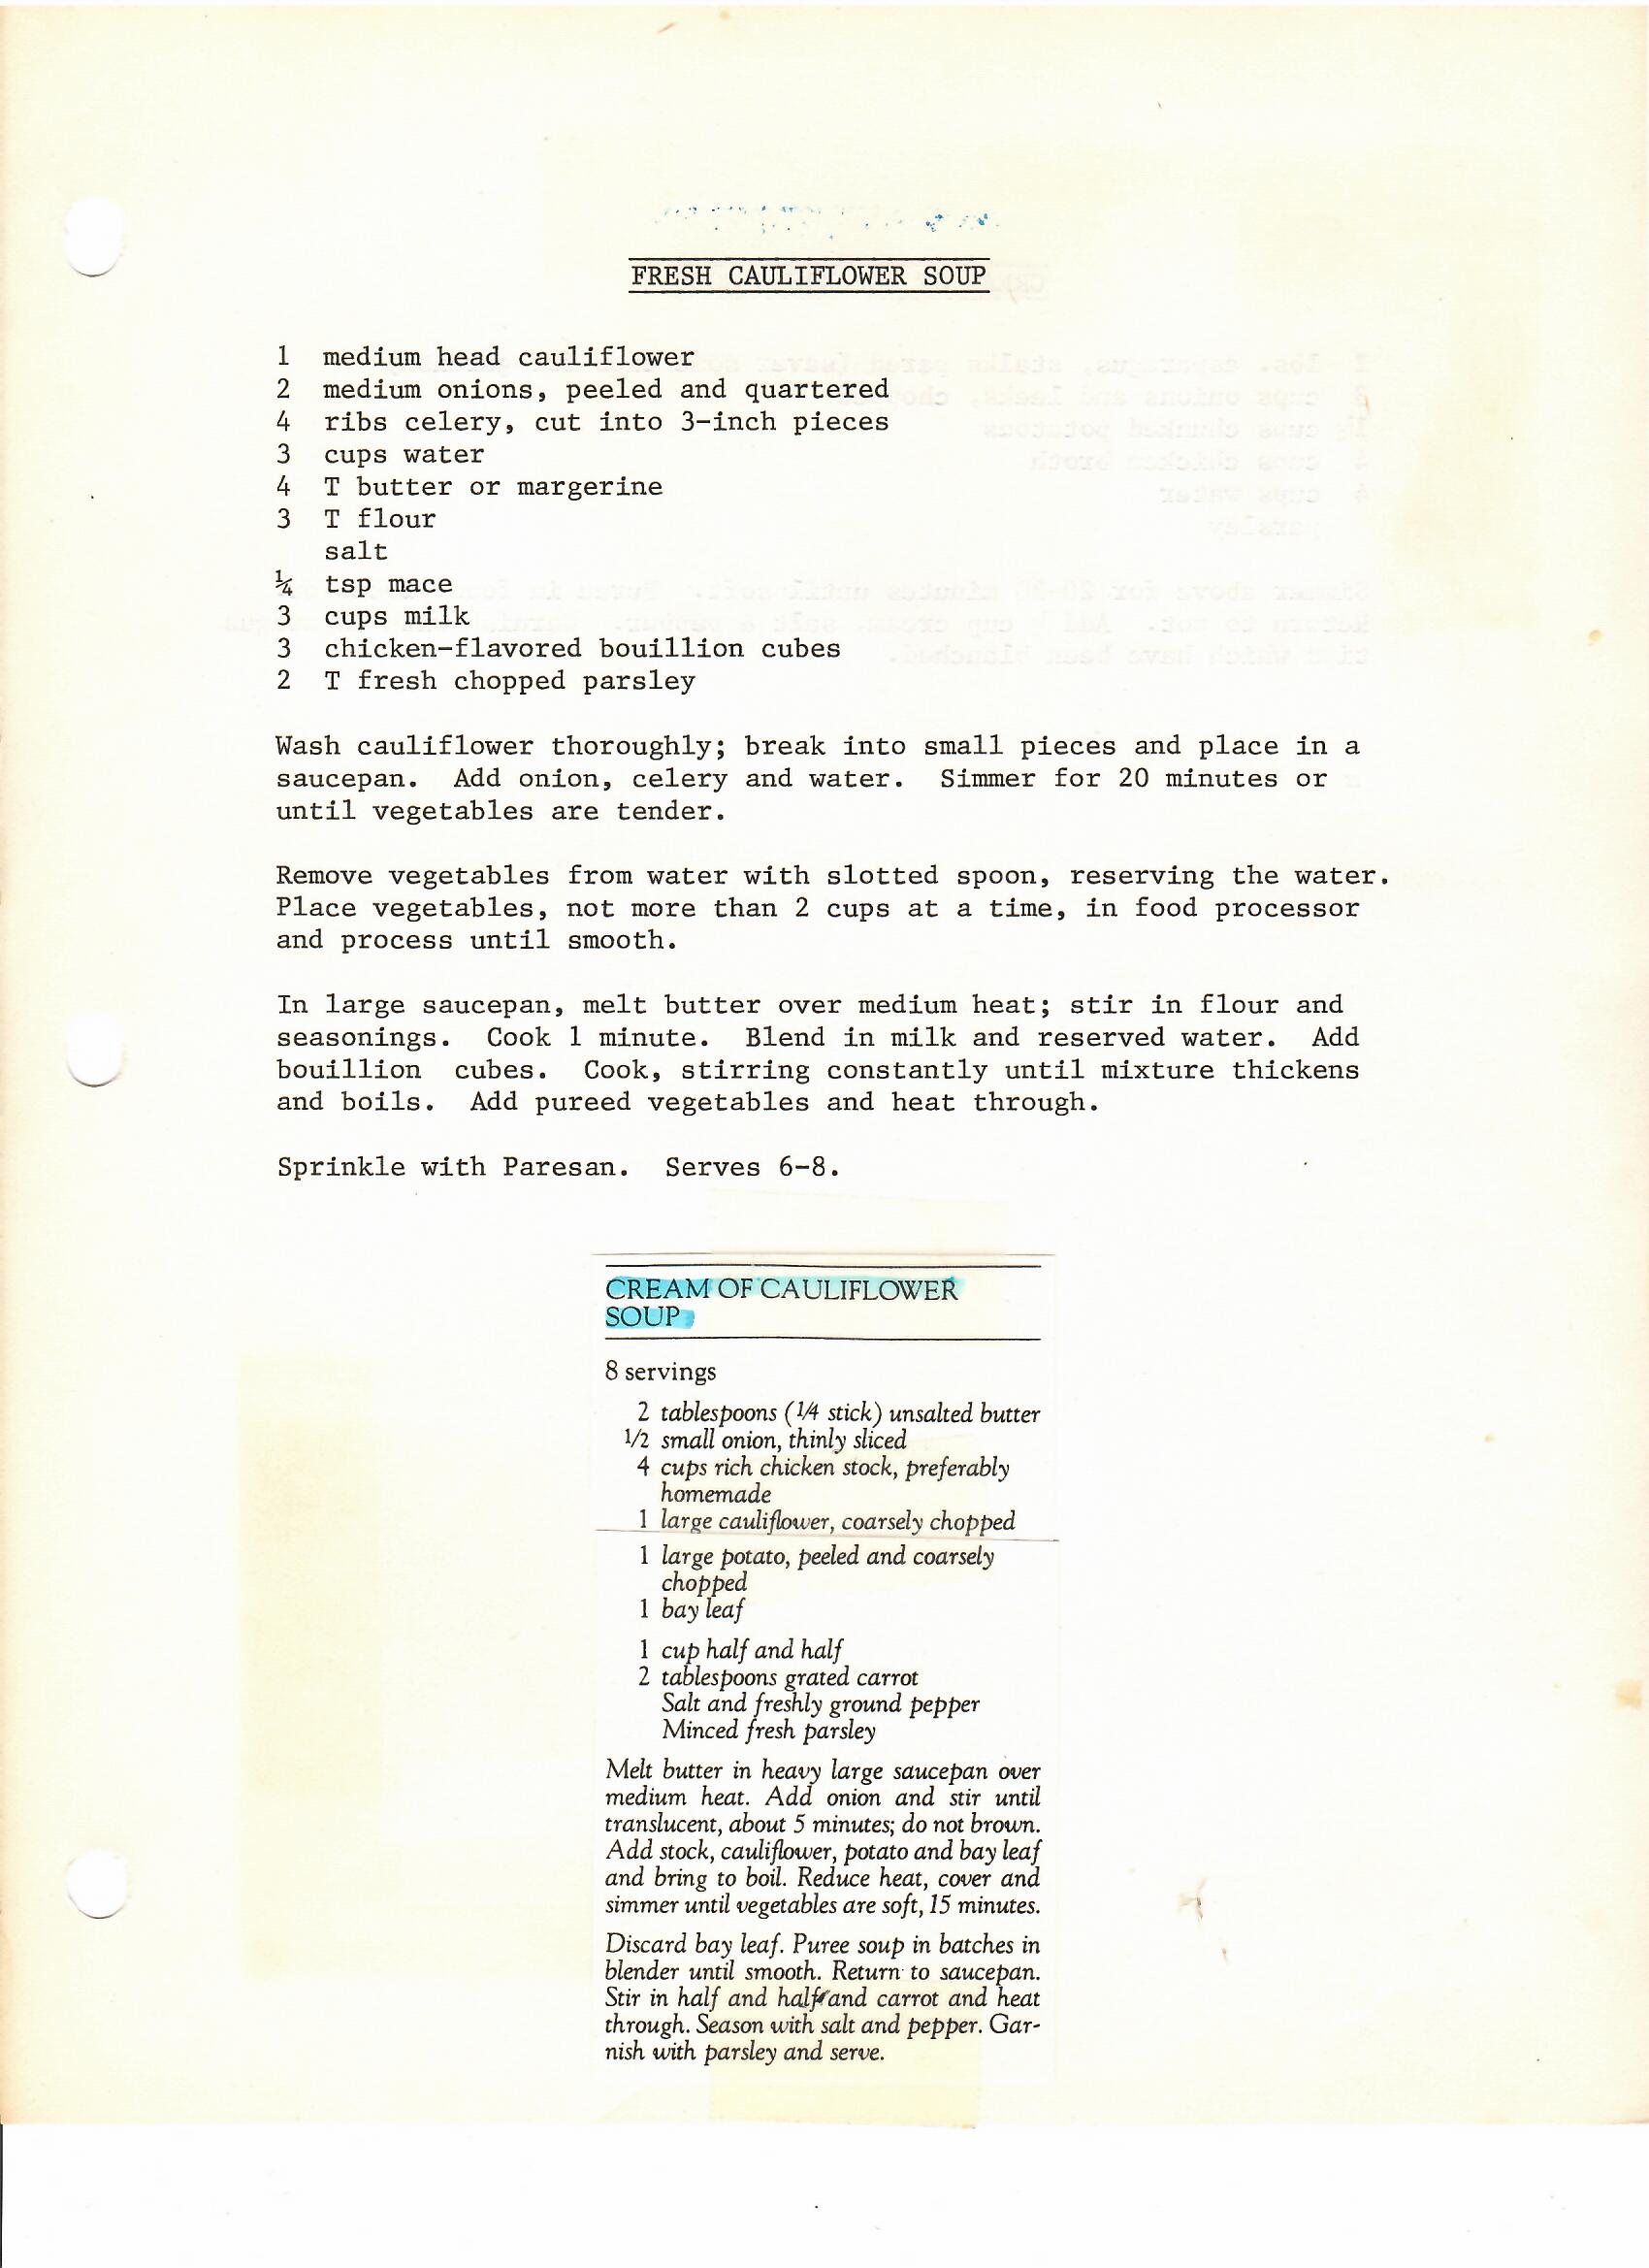 FRESH CAULIFLOWER SOUP
1 medium head cauliflower
2 medium onions, peeled and quartered
4 ribs celery, cut into 3-inch pieces
3 cups water
4 T butter or margerine
3 T flour
salt
¼ tsp mace
3 cups milk
3 chicken-flavored bouillion cubes
2 T fresh chopped parsley
Wash cauliflower thoroughly; break into small pieces and place in a
saucepan. Add onion, celery and water. Simmer for 20 minutes or
until vegetables are tender.
Remove vegetables from water with slotted spoon, reserving the water.
Place vegetables, not more than 2 cups at a time, in food processor
and process until smooth.
In large saucepan, melt butter over medium heat; stir in flour and
seasonings. Cook 1 minute. Blend in milk and reserved water. Add
bouillion cubes. Cook, stirring constantly until mixture thickens
and boils. Add pureed vegetables and heat through.
Sprinkle with Paresan. Serves 6-8.
CREAM OF CAULIFLOWER
SOUP
8 servings
2 tablespoons (1/4 stick) unsalted butter
1/2 small onion, thinly sliced
4 cups rich chicken stock, preferably
homemade
1 large cauliflower, coarsely chopped
1 large potato, peeled and coarsely
chopped
1 bay leaf
1 cup half and half
2 tablespoons grated carrot
Salt and freshly ground pepper
Minced fresh parsley
Melt butter in heavy large saucepan over
medium heat. Add onion and stir until
translucent, about 5 minutes; do not brown.
Add stock, cauliflower, potato and bay leaf
and bring to boil. Reduce heat, cover and
simmer until vegetables are soft, 15 minutes.
Discard bay leaf. Puree soup in batches in
blender until smooth. Return to saucepan.
Stir in half and half and carrot and heat
through. Season with salt and pepper. Gar-
nish with parsley and serve.